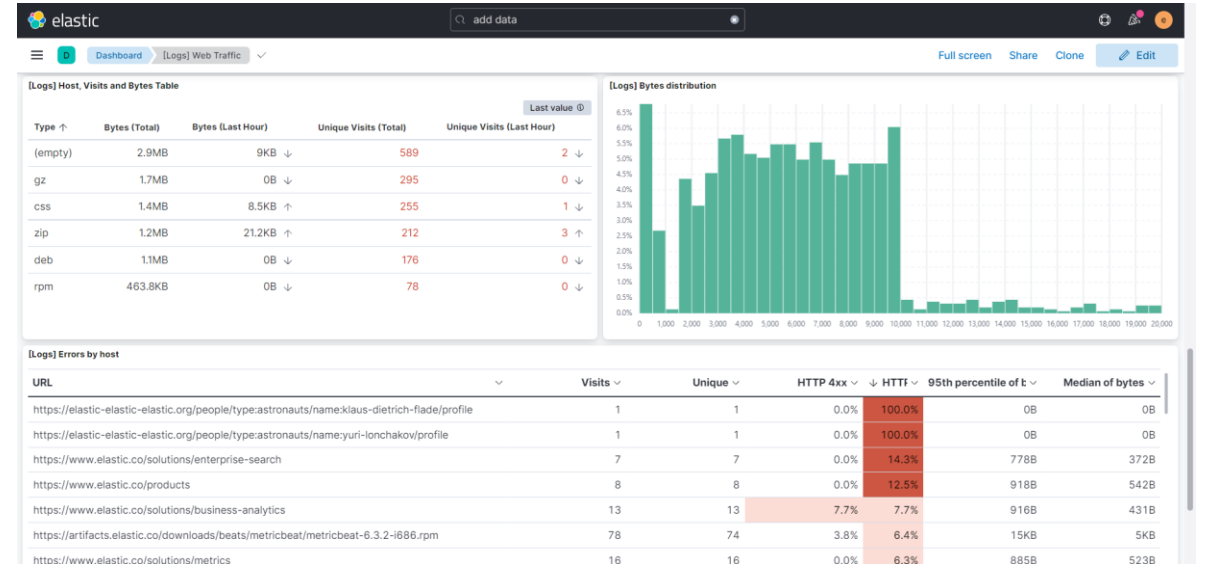 elastic
add data
e
D
Dashboard
[Logs] Web Traffic
Full screen
Share
Clone
Edit
[Logs] Host, Visits and Bytes Table
Last value
Type Bytes (Total) Bytes (Last Hour) Unique Visits (Total) Unique Visits (Last Hour)
(empty) 2.9MB 9KB ↓ 589 2 ↓
gz 1.7MB 0B ↓ 295 0 ↓
css 1.4MB 8.5KB ↑ 255 1 ↓
zip 1.2MB 21.2KB ↑ 212 3 ↑
deb 1.1MB 0B ↓ 176 0 ↓
rpm 463.8KB 0B ↓ 78 0 ↓
[Logs] Bytes distribution
6.5%
6.0%
5.5%
5.0%
4.5%
4.0%
3.5%
3.0%
2.5%
2.0%
1.5%
1.0%
0.5%
0.0%
0 1,000 2,000 3,000 4,000 5,000 6,000 7,000 8,000 9,000 10,000 11,000 12,000 13,000 14,000 15,000 16,000 17,000 18,000 19,000 20,000
[Logs] Errors by host
URL Visits Unique HTTP 4xx ↓ HTTF 95th percentile of b Median of bytes
https://elastic-elastic-elastic.org/people/type:astronauts/name:klaus-dietrich-flade/profile 1 1 0.0% 100.0% 0B 0B
https://elastic-elastic-elastic.org/people/type:astronauts/name:yuri-lonchakov/profile 1 1 0.0% 100.0% 0B 0B
https://www.elastic.co/solutions/enterprise-search 7 7 0.0% 14.3% 778B 372B
https://www.elastic.co/products 8 8 0.0% 12.5% 918B 542B
https://www.elastic.co/solutions/business-analytics 13 13 7.7% 7.7% 916B 431B
https://artifacts.elastic.co/downloads/beats/metricbeat/metricbeat-6.3.2-i686.rpm 78 74 3.8% 6.4% 15KB 5KB
https://www.elastic.co/solutions/metrics 16 16 0.0% 6.3% 885B 523B